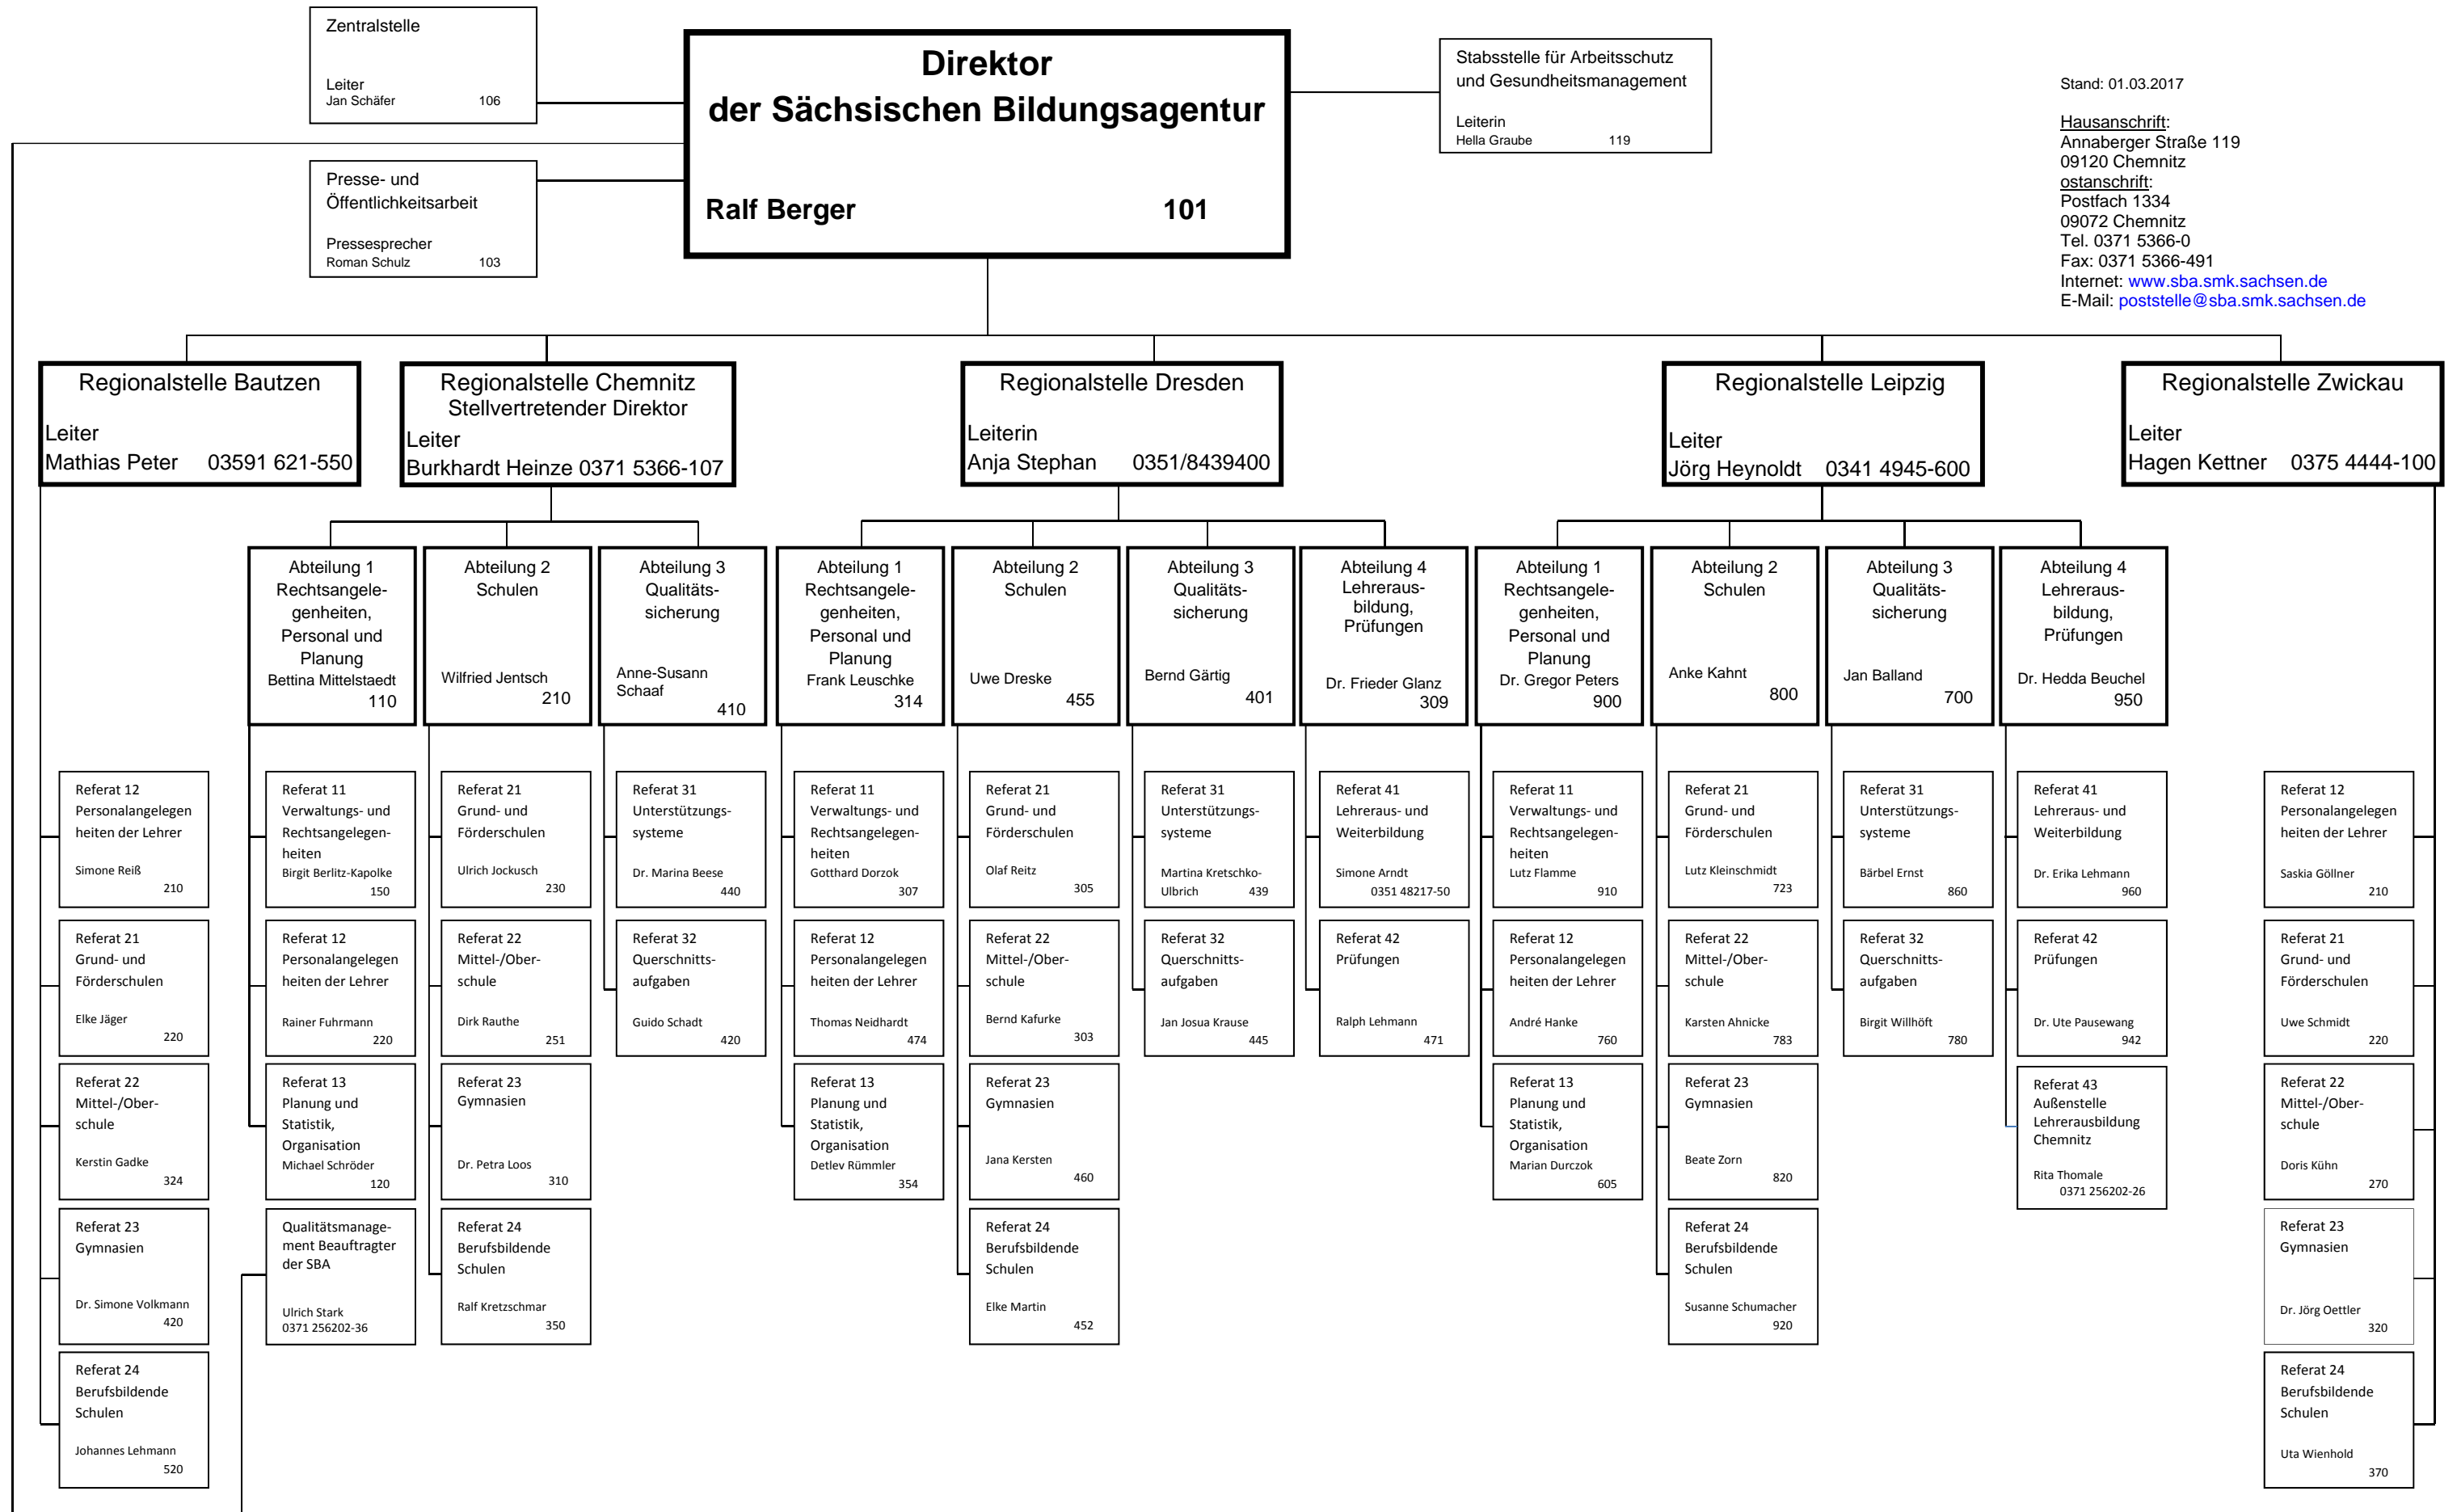 Zentralstelle
Leiter
Jan Schäfer 106
Direktor
der Sächsischen Bildungsagentur
Ralf Berger 101
Stabsstelle für Arbeitsschutz
und Gesundheitsmanagement
Leiterin
Hella Graube 119
Stand: 01.03.2017
Hausanschrift:
Annaberger Straße 119
09120 Chemnitz
ostanschrift:
Postfach 1334
09072 Chemnitz
Tel. 0371 5366-0
Fax: 0371 5366-491
Internet: www.sba.smk.sachsen.de
E-Mail: poststelle@sba.smk.sachsen.de
Presse- und
Öffentlichkeitsarbeit
Pressesprecher
Roman Schulz 103
Regionalstelle Bautzen
Leiter
Mathias Peter 03591 621-550
Regionalstelle Chemnitz
Stellvertretender Direktor
Leiter
Burkhardt Heinze 0371 5366-107
Regionalstelle Dresden
Leiterin
Anja Stephan 0351/8439400
Regionalstelle Leipzig
Leiter
Jörg Heynoldt 0341 4945-600
Regionalstelle Zwickau
Leiter
Hagen Kettner 0375 4444-100
Abteilung 1
Rechtsangele-
genheiten,
Personal und
Planung
Bettina Mittelstaedt
110
Abteilung 2
Schulen
Wilfried Jentsch
210
Abteilung 3
Qualitäts-
sicherung
Anne-Susann
Schaaf
410
Abteilung 1
Rechtsangele-
genheiten,
Personal und
Planung
Frank Leuschke
314
Abteilung 2
Schulen
Uwe Dreske
455
Abteilung 3
Qualitäts-
sicherung
Bernd Gärtig
401
Abteilung 4
Lehreraus-
bildung,
Prüfungen
Dr. Frieder Glanz
309
Abteilung 1
Rechtsangele-
genheiten,
Personal und
Planung
Dr. Gregor Peters
900
Abteilung 2
Schulen
Anke Kahnt
800
Abteilung 3
Qualitäts-
sicherung
Jan Balland
700
Abteilung 4
Lehreraus-
bildung,
Prüfungen
Dr. Hedda Beuchel
950
Referat 12
Personalangelegen
heiten der Lehrer
Simone Reiß
210
Referat 11
Verwaltungs- und
Rechtsangelegen-
heiten
Birgit Berlitz-Kapolke
150
Referat 21
Grund- und
Förderschulen
Ulrich Jockusch
230
Referat 31
Unterstützungs-
systeme
Dr. Marina Beese
440
Referat 11
Verwaltungs- und
Rechtsangelegen-
heiten
Gotthard Dorzok
307
Referat 21
Grund- und
Förderschulen
Olaf Reitz
305
Referat 31
Unterstützungs-
systeme
Martina Kretschko-
Ulbrich 439
Referat 41
Lehreraus- und
Weiterbildung
Simone Arndt
0351 48217-50
Referat 11
Verwaltungs- und
Rechtsangelegen-
heiten
Lutz Flamme
910
Referat 21
Grund- und
Förderschulen
Lutz Kleinschmidt
723
Referat 31
Unterstützungs-
systeme
Bärbel Ernst
860
Referat 41
Lehreraus- und
Weiterbildung
Dr. Erika Lehmann
960
Referat 12
Personalangelegen
heiten der Lehrer
Saskia Göllner
210
Referat 21
Grund- und
Förderschulen
Elke Jäger
220
Referat 12
Personalangelegen
heiten der Lehrer
Rainer Fuhrmann
220
Referat 22
Mittel-/Ober-
schule
Dirk Rauthe
251
Referat 32
Querschnitts-
aufgaben
Guido Schadt
420
Referat 12
Personalangelegen
heiten der Lehrer
Thomas Neidhardt
474
Referat 22
Mittel-/Ober-
schule
Bernd Kafurke
303
Referat 32
Querschnitts-
aufgaben
Jan Josua Krause
445
Referat 42
Prüfungen
Ralph Lehmann
471
Referat 12
Personalangelegen
heiten der Lehrer
André Hanke
760
Referat 22
Mittel-/Ober-
schule
Karsten Ahnicke
783
Referat 32
Querschnitts-
aufgaben
Birgit Willhöft
780
Referat 42
Prüfungen
Dr. Ute Pausewang
942
Referat 21
Grund- und
Förderschulen
Uwe Schmidt
220
Referat 22
Mittel-/Ober-
schule
Kerstin Gadke
324
Referat 13
Planung und
Statistik,
Organisation
Michael Schröder
120
Referat 23
Gymnasien
Dr. Petra Loos
310
Referat 13
Planung und
Statistik,
Organisation
Detlev Rümmler
354
Referat 23
Gymnasien
Jana Kersten
460
Referat 13
Planung und
Statistik,
Organisation
Marian Durczok
605
Referat 23
Gymnasien
Beate Zorn
820
Referat 43
Außenstelle
Lehrerausbildung
Chemnitz
Rita Thomale
0371 256202-26
Referat 22
Mittel-/Ober-
schule
Doris Kühn
270
Referat 23
Gymnasien
Dr. Simone Volkmann
420
Qualitätsmanage-
ment Beauftragter
der SBA
Ulrich Stark
0371 256202-36
Referat 24
Berufsbildende
Schulen
Ralf Kretzschmar
350
Referat 24
Berufsbildende
Schulen
Elke Martin
452
Referat 24
Berufsbildende
Schulen
Susanne Schumacher
920
Referat 23
Gymnasien
Dr. Jörg Oettler
320
Referat 24
Berufsbildende
Schulen
Johannes Lehmann
520
Referat 24
Berufsbildende
Schulen
Uta Wienhold
370